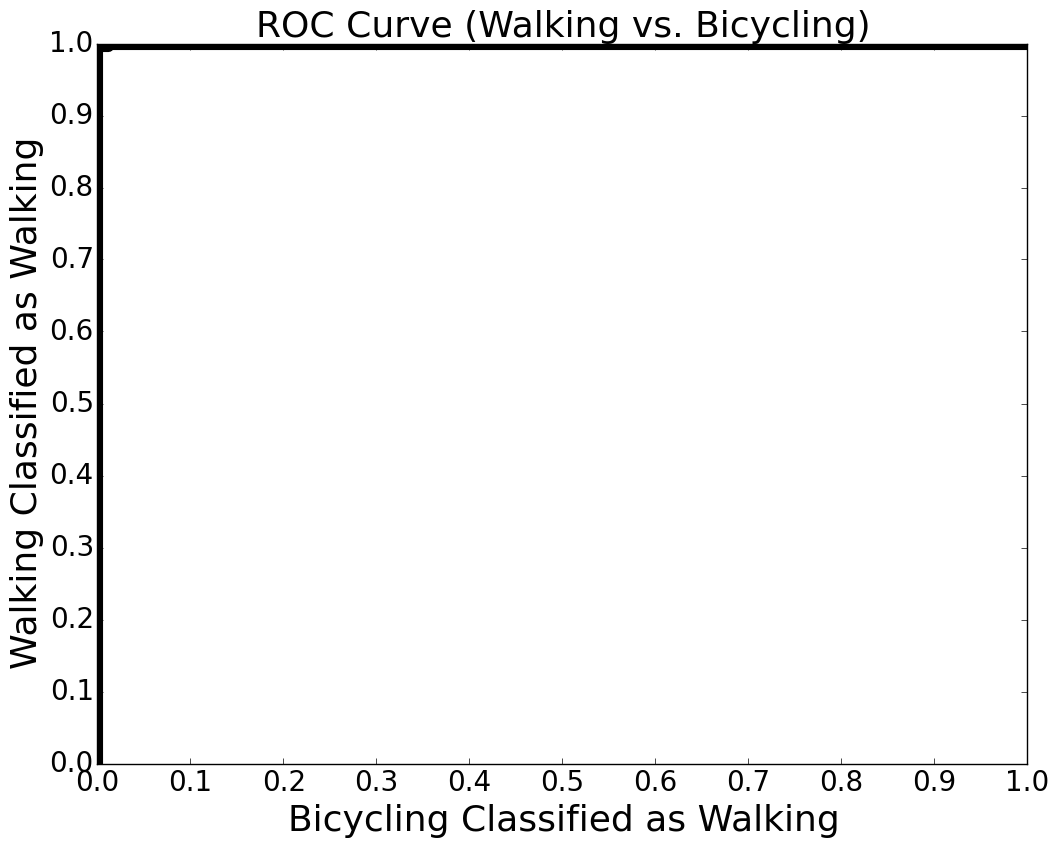 ROC Curve (Walking vs. Bicycling)
1.0
0.9
0.8
0.7
0.6
0.5
0.4
0.3
0.2
0.1
0.0
Walking Classified as Walking
0.0 0.1 0.2 0.3 0.4 0.5 0.6 0.7 0.8 0.9 1.0
Bicycling Classified as Walking